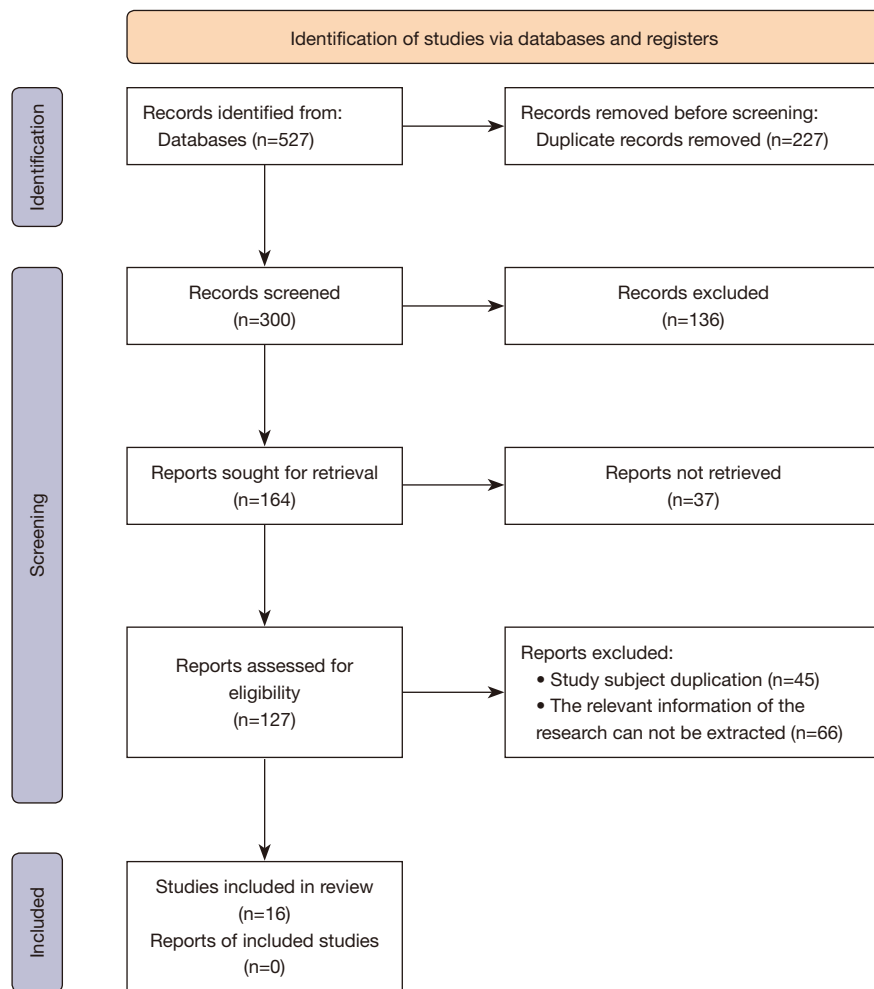 Identification of studies via databases and registers
Identification
Records identified from:
Databases (n=527)
Records removed before screening:
Duplicate records removed (n=227)
Screening
Records screened
(n=300)
Records excluded
(n=136)
Reports sought for retrieval
(n=164)
Reports not retrieved
(n=37)
Reports assessed for
eligibility
(n=127)
Reports excluded:
• Study subject duplication (n=45)
• The relevant information of the
research can not be extracted (n=66)
Included
Studies included in review
(n=16)
Reports of included studies
(n=0)